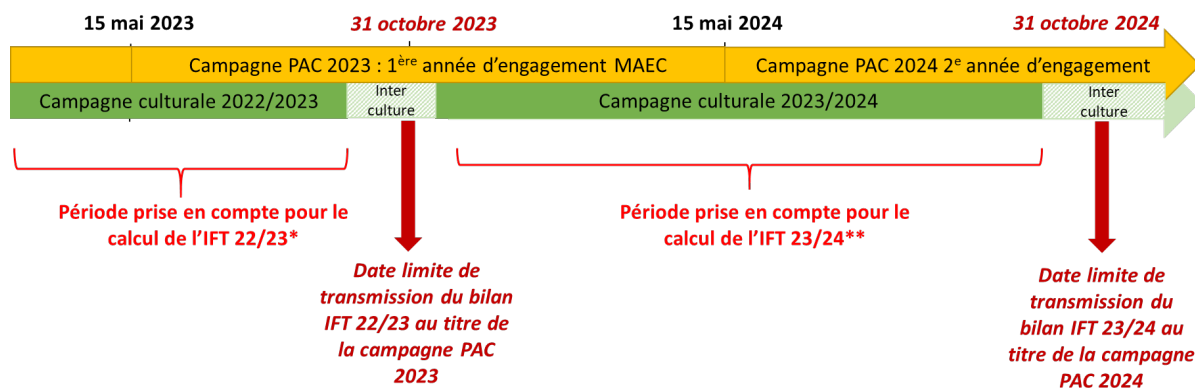 15 mai 2023
31 octobre 2023
15 mai 2024
31 octobre 2024
Campagne PAC 2023 : 1ère année d’engagement MAEC
Campagne PAC 2024 2e année d’engagement
Campagne culturale 2022/2023
Inter
culture
Campagne culturale 2023/2024
Inter
culture
Période prise en compte pour le
calcul de l’IFT 22/23*
Période prise en compte pour le
calcul de l’IFT 23/24**
Date limite de
transmission du bilan
IFT 22/23 au titre de
la campagne PAC
2023
Date limite de
transmission du
bilan IFT 23/24 au
titre de la campagne
PAC 2024